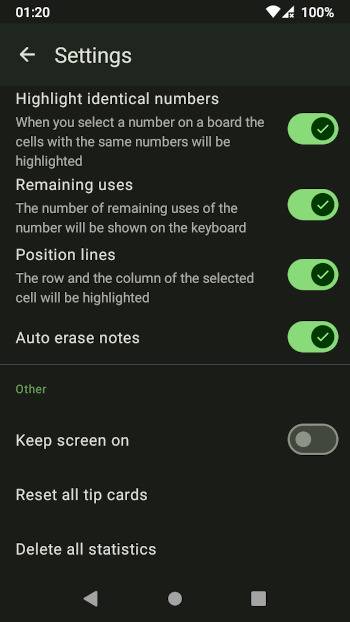 01:20
100%
Settings
Highlight identical numbers
When you select a number on a board the
cells with the same numbers will be
highlighted
Remaining uses
The number of remaining uses of the
number will be shown on the keyboard
Position lines
The row and the column of the selected
cell will be highlighted
Auto erase notes
Other
Keep screen on
Reset all tip cards
Delete all statistics